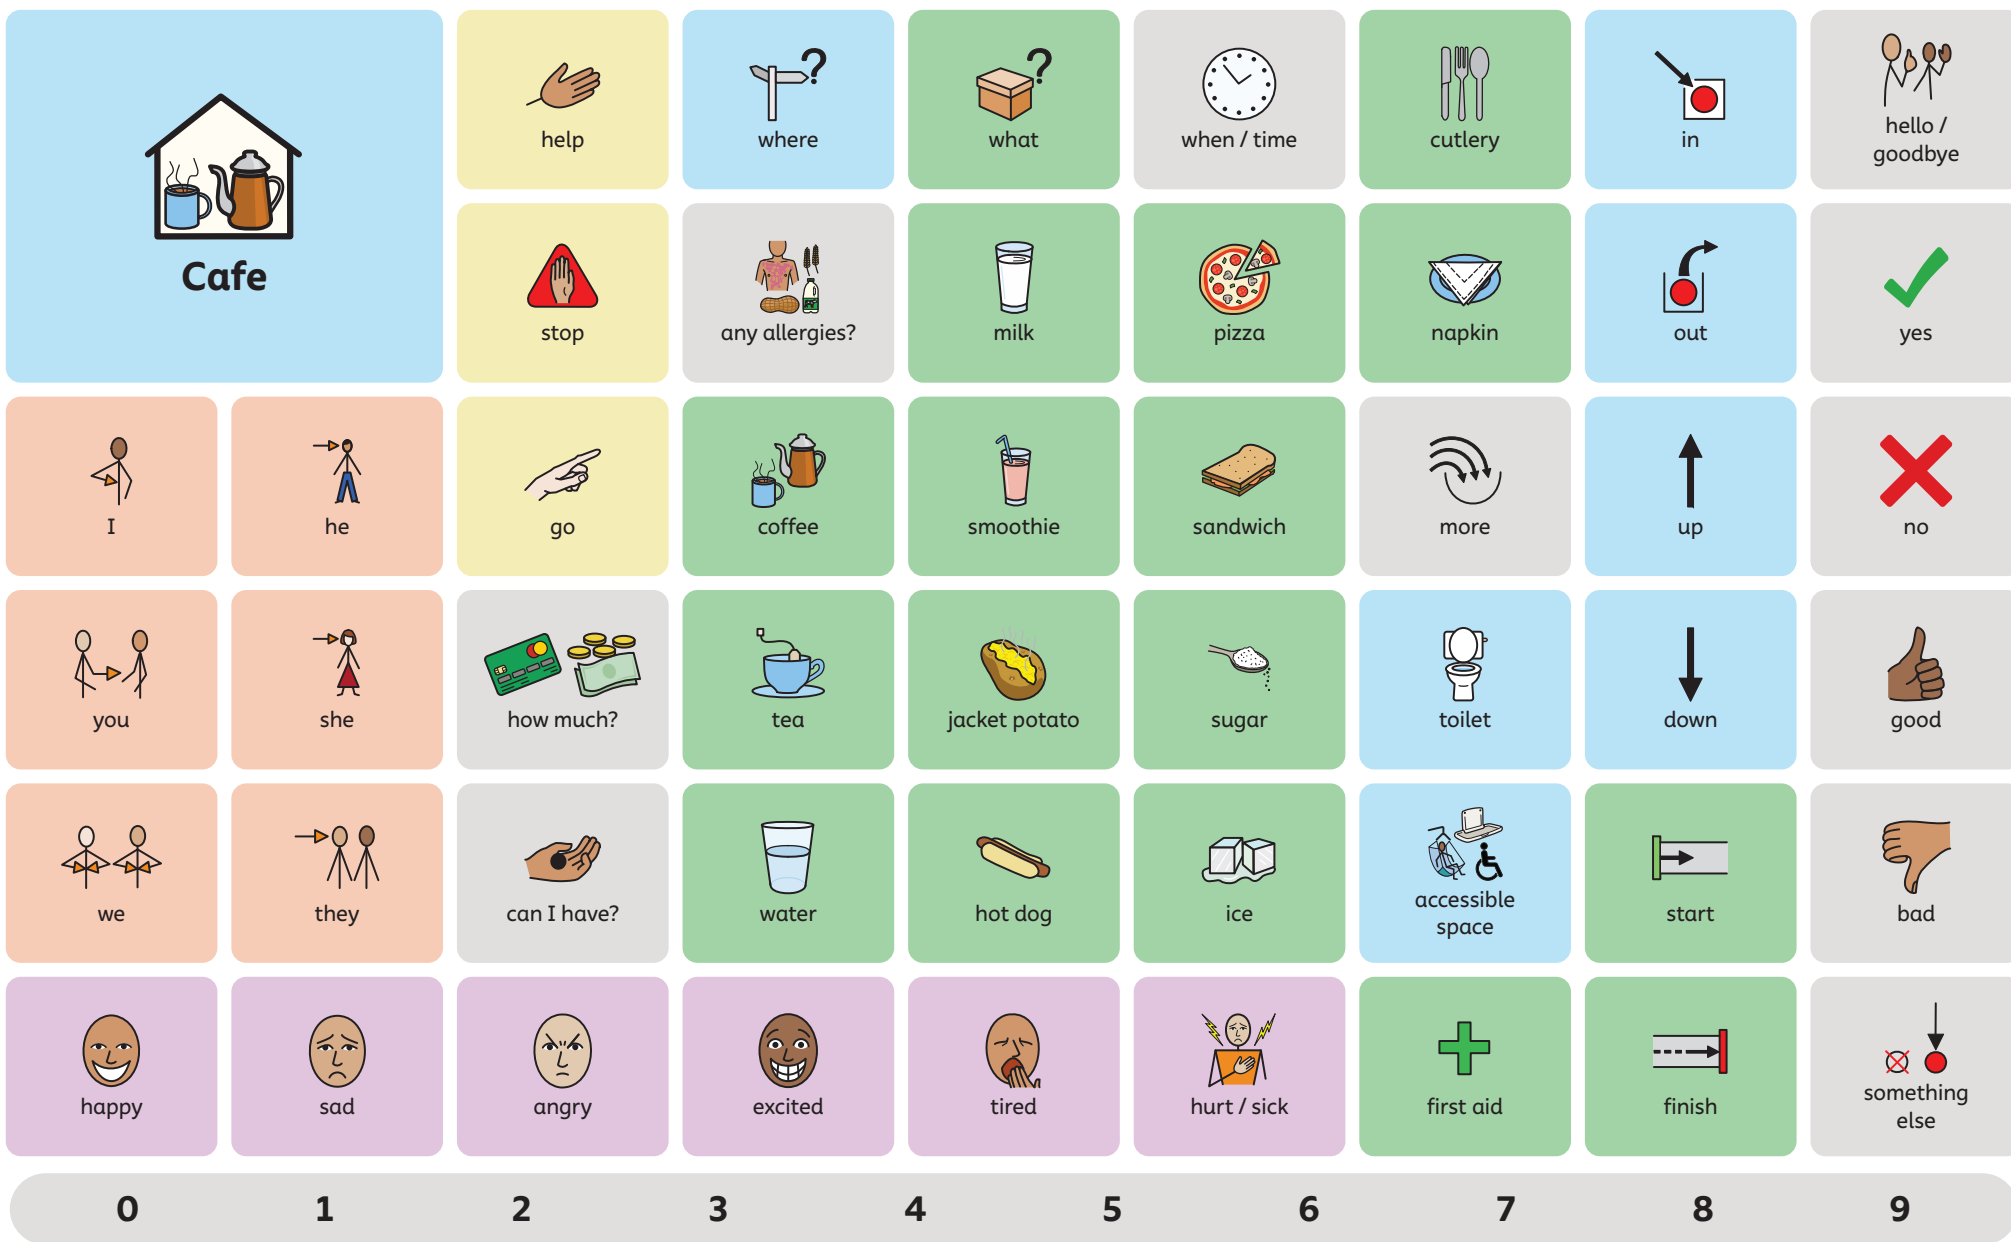 Cafe
help
where
what
when / time
cutlery
in
hello /
goodbye
stop
any allergies?
milk
pizza
napkin
out
yes
I
he
go
coffee
smoothie
sandwich
more
up
no
you
she
how much?
tea
jacket potato
sugar
toilet
down
good
we
they
can I have?
water
hot dog
ice
accessible
space
start
bad
happy
sad
angry
excited
tired
hurt / sick
first aid
finish
something
else
0 1 2 3 4 5 6 7 8 9